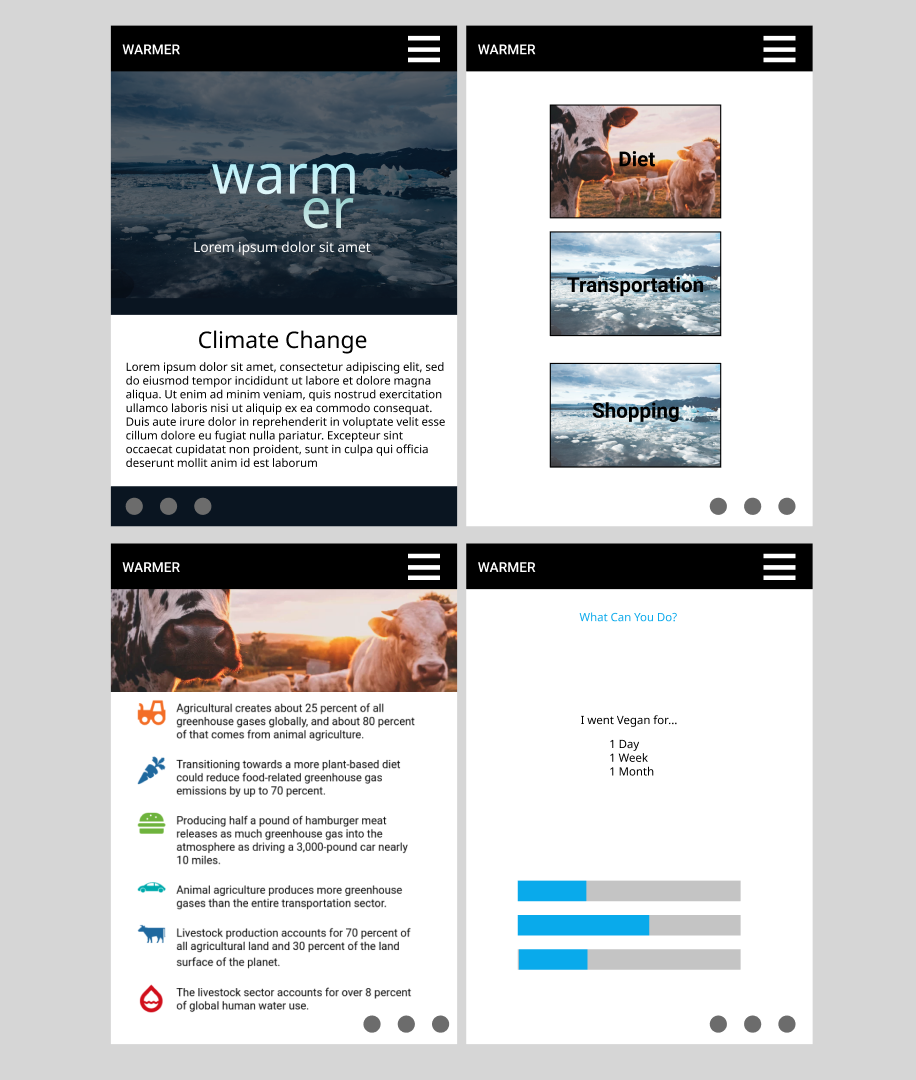 WARMER
warm
er
Lorem ipsum dolor sit amet
Climate Change
Lorem ipsum dolor sit amet, consectetur adipiscing elit, sed
do eiusmod tempor incididunt ut labore et dolore magna
aliqua. Ut enim ad minim veniam, quis nostrud exercitation
ullamco laboris nisi ut aliquip ex ea commodo consequat.
Duis aute irure dolor in reprehenderit in voluptate velit esse
cillum dolore eu fugiat nulla pariatur. Excepteur sint
occaecat cupidatat non proident, sunt in culpa qui officia
deserunt mollit anim id est laborum
WARMER
Diet
Transportation
Shopping
WARMER
Agricultural creates about 25 percent of all
greenhouse gases globally, and about 80 percent
of that comes from animal agriculture.
Transitioning towards a more plant-based diet
could reduce food-related greenhouse gas
emissions by up to 70 percent.
Producing half a pound of hamburger meat
releases as much greenhouse gas into the
atmosphere as driving a 3,000-pound car nearly
10 miles.
Animal agriculture produces more greenhouse
gases than the entire transportation sector.
Livestock production accounts for 70 percent of
all agricultural land and 30 percent of the land
surface of the planet.
The livestock sector accounts for over 8 percent
of global human water use.
WARMER
What Can You Do?
I went Vegan for...
1 Day
1 Week
1 Month